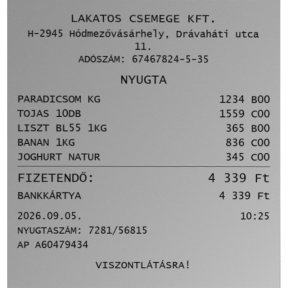 LAKATOS CSEMEGE KFT.
H-2945 Hódmezővásárhely, Drávaháti utca
11.
ADÓSZÁM: 67467824-5-35
NYUGTA
PARADICSOM KG 1234 B00
TOJAS 10DB 1559 C00
LISZT BL55 1KG 365 B00
BANAN 1KG 836 C00
JOGHURT NATUR 345 C00
FIZETENDŐ: 4 339 Ft
BANKKÁRTYA 4 339 Ft
2026.09.05. 10:25
NYUGTASZÁM: 7281/56815
AP A60479434
VISZONTLÁTÁSRA!